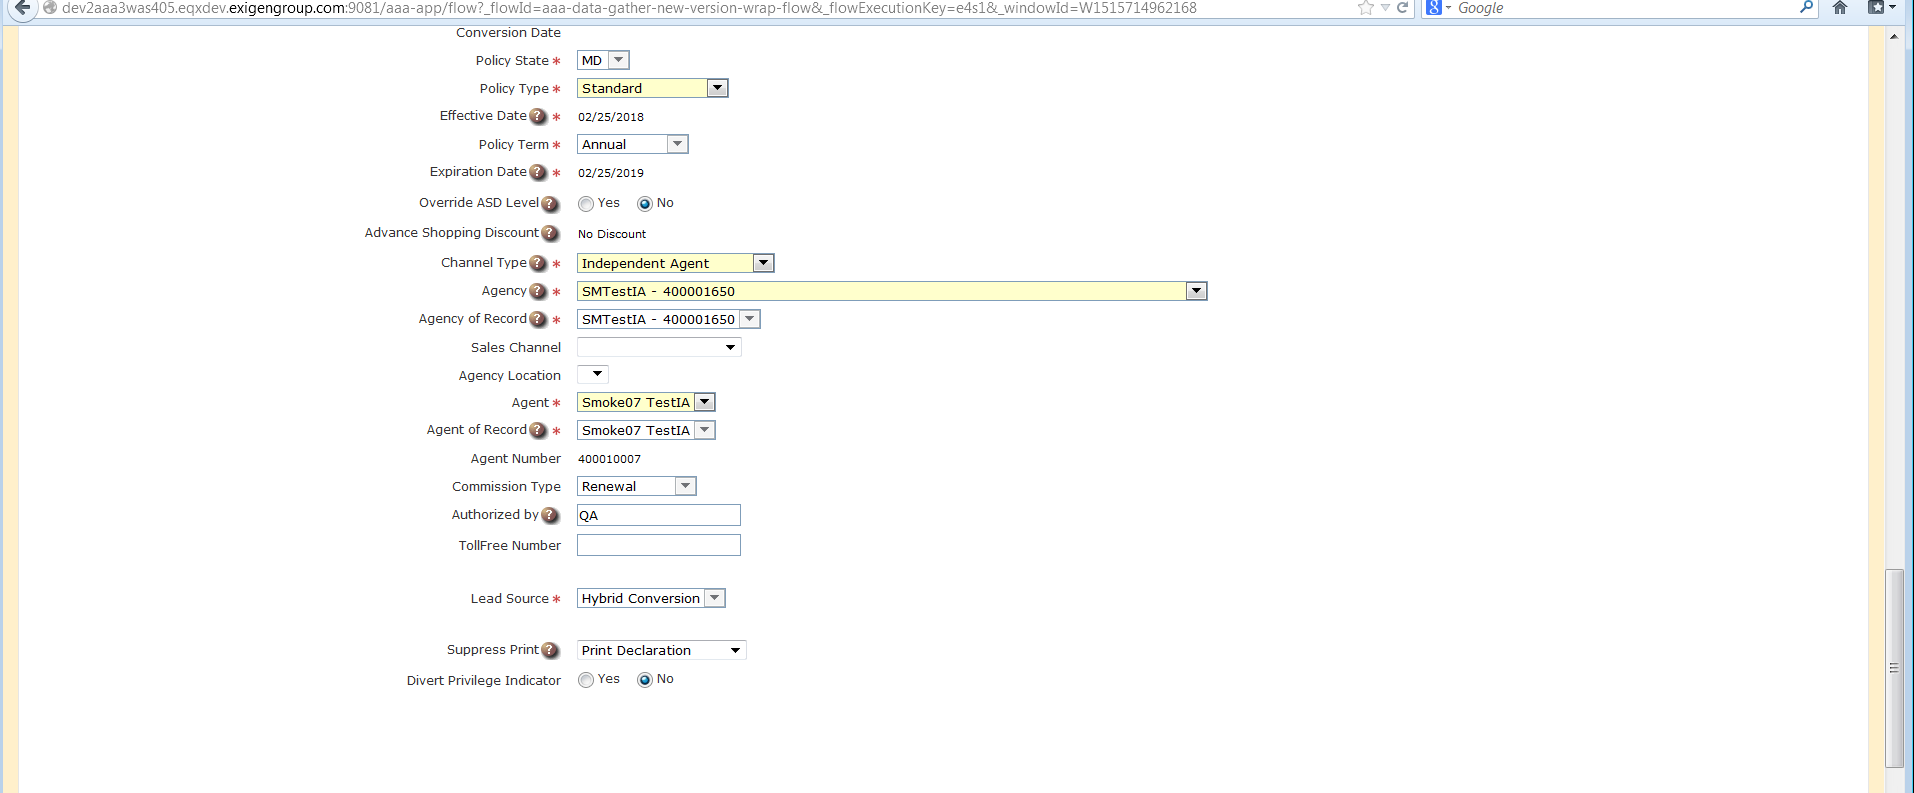 dev2aaa3was405.eqxdev.exigengroup.com:9081/aaa-app/flow?_flowId=aaa-data-gather-new-version-wrap-flow&_flowExecutionKey=e4s1&_windowId=W1515714962168 8 Google
Conversion Date
Policy State * MD
Policy Type * Standard
Effective Date ? * 02/25/2018
Policy Term * Annual
Expiration Date ? * 02/25/2019
Override ASD Level ? Yes No
Advance Shopping Discount ? No Discount
Channel Type ? * Independent Agent
Agency ? * SMTestIA - 400001650
Agency of Record ? * SMTestIA - 400001650
Sales Channel
Agency Location
Agent * Smoke07 TestIA
Agent of Record ? * Smoke07 TestIA
Agent Number 400010007
Commission Type Renewal
Authorized by ? QA
TollFree Number
Lead Source * Hybrid Conversion
Suppress Print ? Print Declaration
Divert Privilege Indicator Yes No